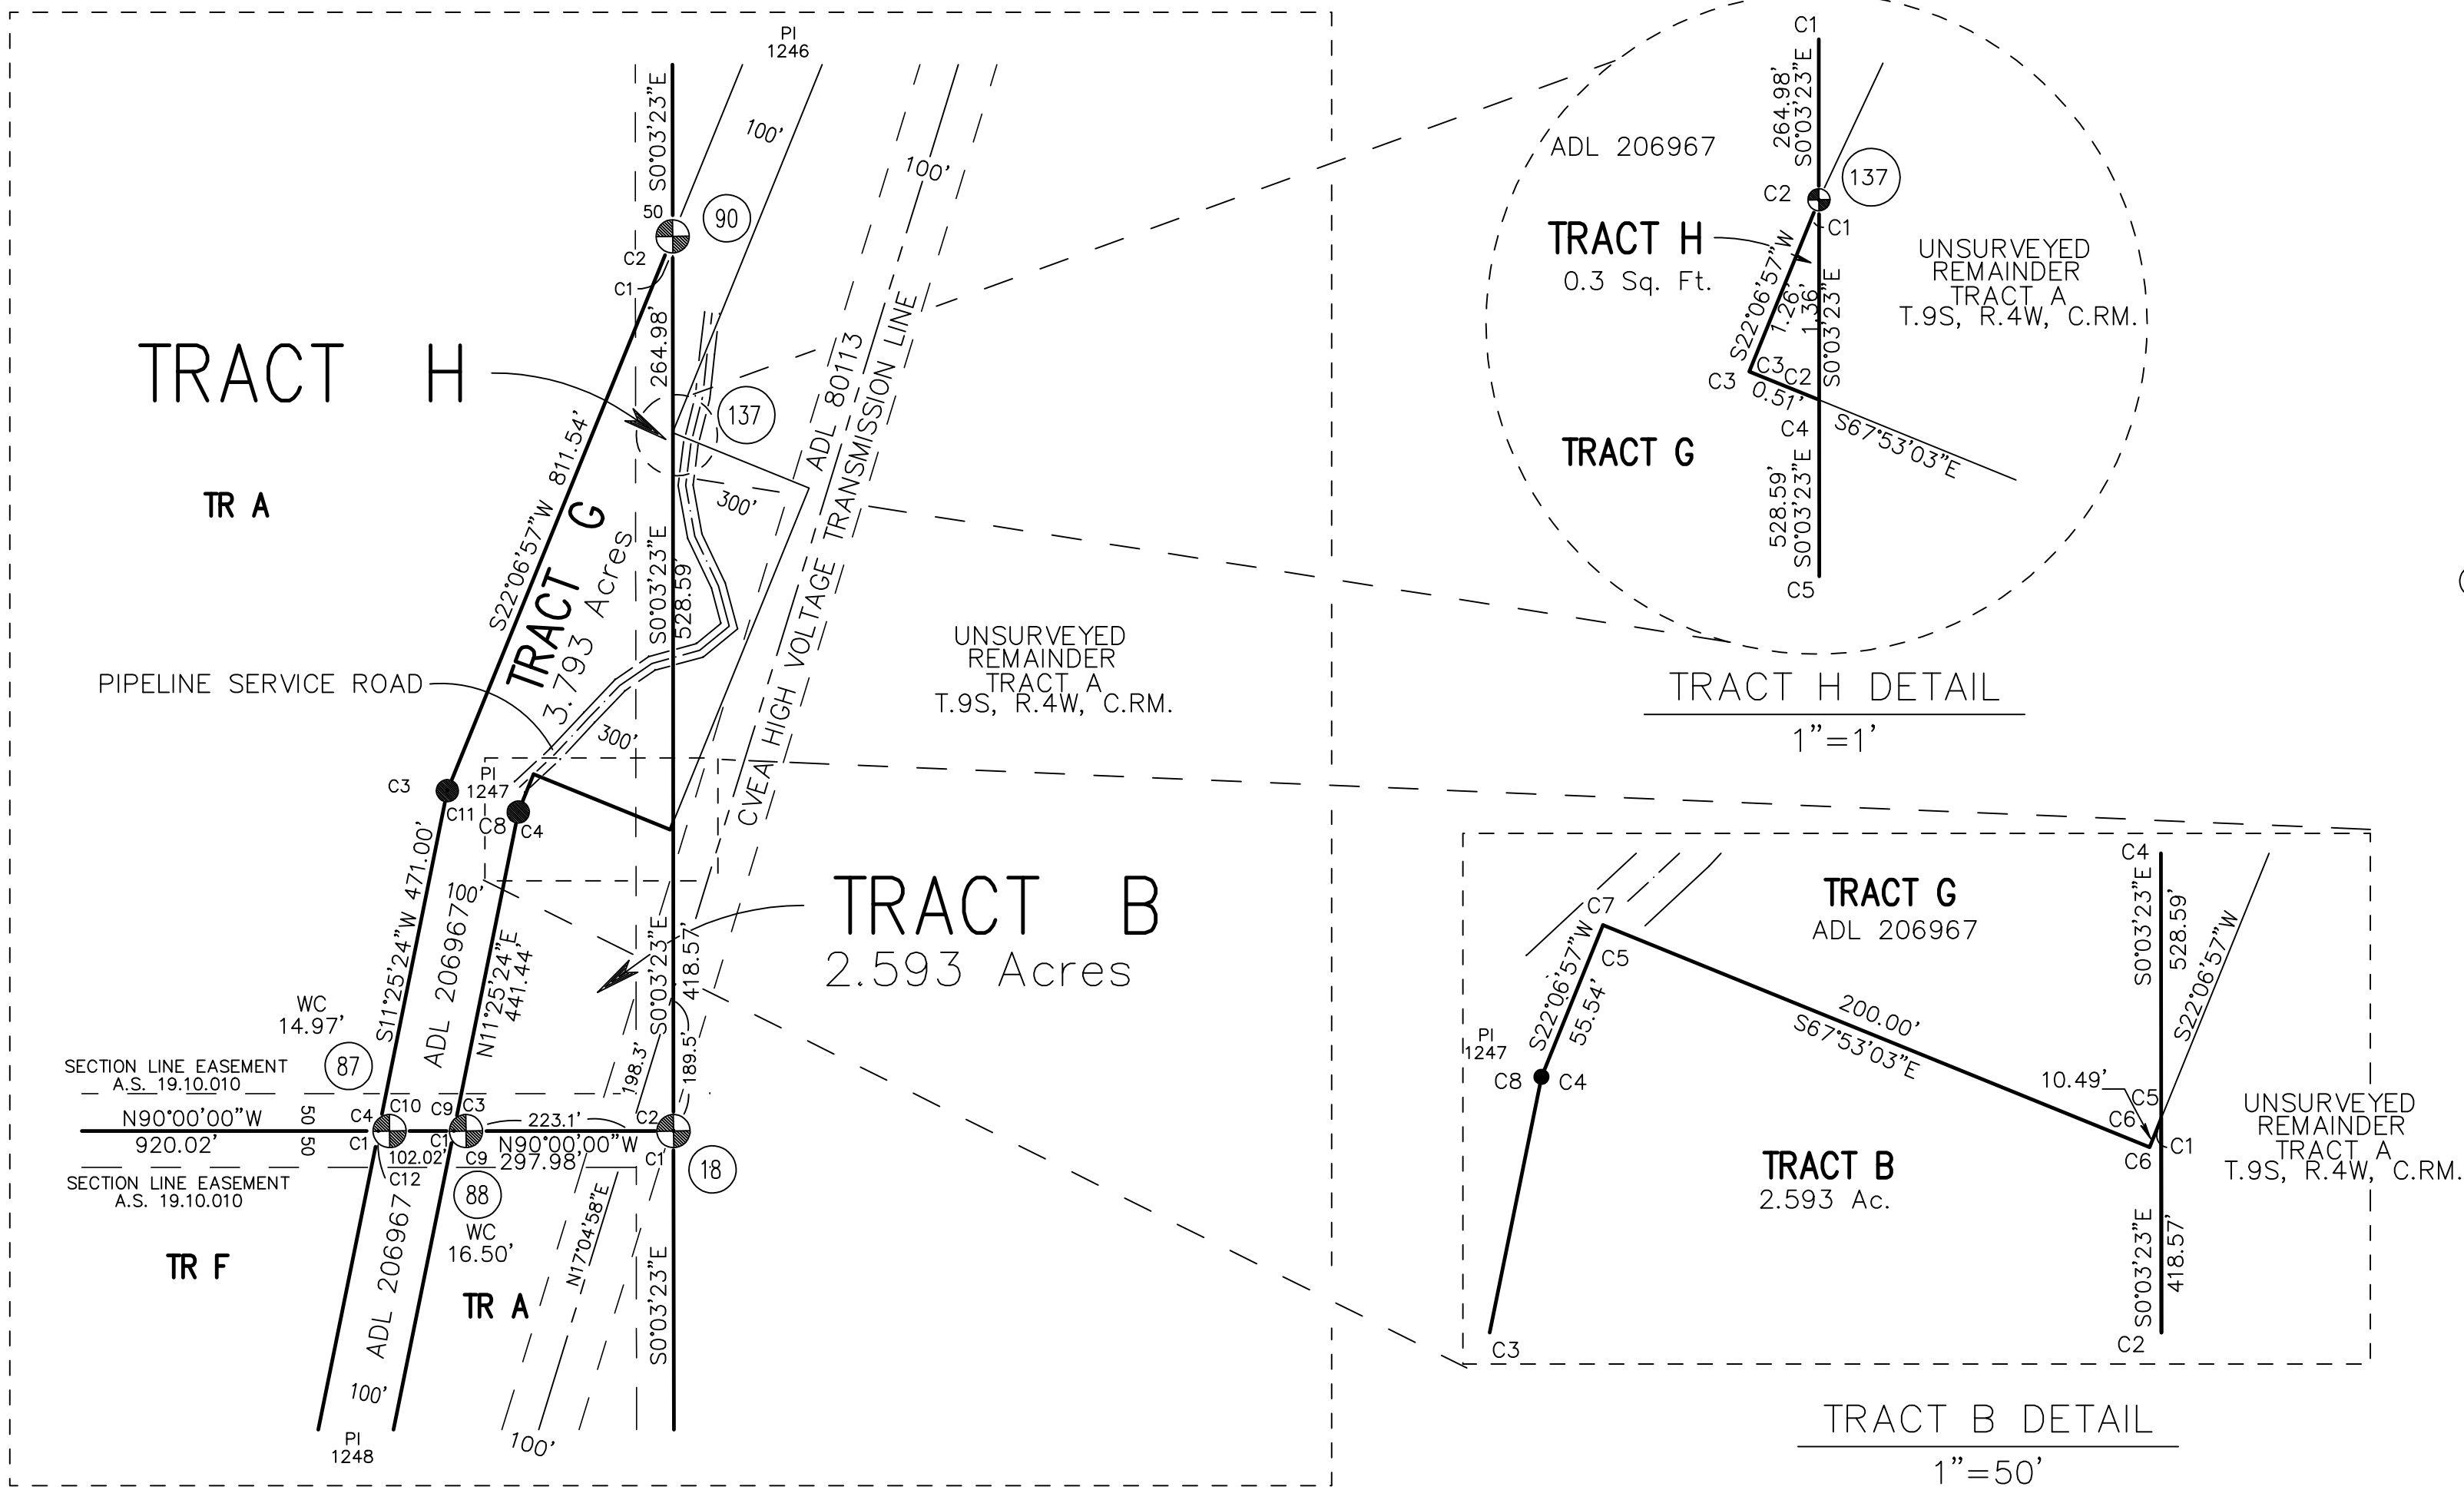 PI
1246
S0°03'23"E
100'
100'
50
90
C2
C1
264.98'
TRACT H
137
ADL 80113
CVEA HIGH VOLTAGE TRANSMISSION LINE
S22°06'57"W 811.54'
TR A
300'
TRACT G
3.793 Acres
S0°03'23"E
528.59'
PIPELINE SERVICE ROAD
300'
UNSURVEYED
REMAINDER
TRACT A
T.9S, R.4W, C.RM.
C3
PI
1247
C11
C8
C4
S11°25'24"W 471.00'
100'
ADL 206967
N11°25'24"E
441.44'
S0°03'23"E
418.57'
TRACT B
2.593 Acres
WC
14.97'
87
198.3'
189.5'
SECTION LINE EASEMENT
A.S. 19.10.010
N90°00'00"W
920.02'
50
50
C4
C10
C9
C3
C1
C1
102.02'
C12
C9
223.1'
C2
N90°00'00"W
297.98'
C1
18
SECTION LINE EASEMENT
A.S. 19.10.010
88
WC
16.50'
TR F
ADL 206967
TR A
N17°04'58"E
S0°03'23"E
100'
100'
PI
1248
C1
264.98'
S0°03'23"E
ADL 206967
C2
137
TRACT H
0.3 Sq. Ft.
C1
S22°06'57"W
1.26'
1.36'
S0°03'23"E
UNSURVEYED
REMAINDER
TRACT A
T.9S, R.4W, C.RM.
C3
C3
C2
0.51'
C4
S67°53'03"E
TRACT G
528.59'
S0°03'23"E
C5
TRACT H DETAIL
1"=1'
C4
TRACT G
ADL 206967
C7
C5
S22°06'57"W
55.54'
S0°03'23"E
528.59'
S22°06'57"W
200.00'
S67°53'03"E
PI
1247
C8
C4
10.49'
C5
C6
C6
C1
UNSURVEYED
REMAINDER
TRACT A
T.9S, R.4W, C.RM.
TRACT B
2.593 Ac.
S0°03'23"E
418.57'
C3
C2
TRACT B DETAIL
1"=50'